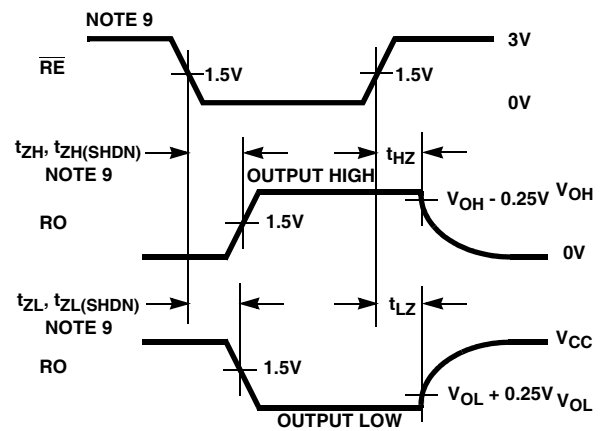 NOTE 9
3V
RE
1.5V
1.5V
0V
tZH, tZH(SHDN)
NOTE 9
tHZ
OUTPUT HIGH
VOH - 0.25V VOH
RO
1.5V
0V
tZL, tZL(SHDN)
NOTE 9
tLZ
VCC
RO
1.5V
VOL + 0.25V VOL
OUTPUT LOW